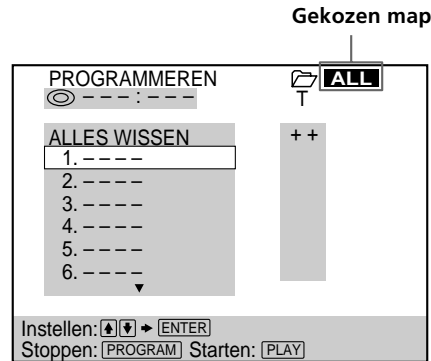 Gekozen map
PROGRAMMEREN ALL
– – – : – – – T
ALLES WISSEN + +
1. – – – –
2. – – – –
3. – – – –
4. – – – –
5. – – – –
6. – – – –
Instellen: ENTER
Stoppen: PROGRAM Starten: PLAY